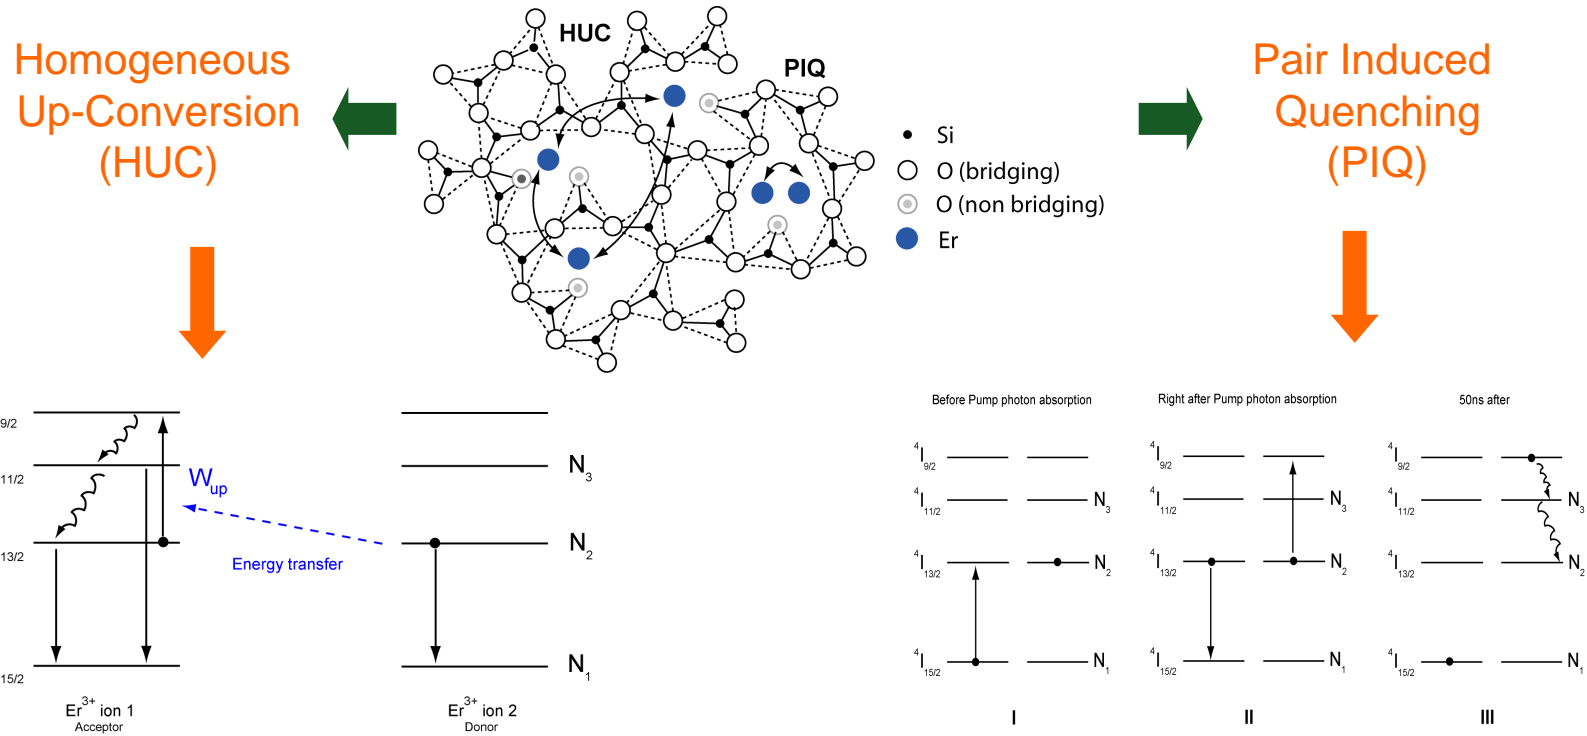 Homogeneous
Up-Conversion
(HUC)
HUC
PIQ
Si
O (bridging)
O (non bridging)
Er
Pair Induced
Quenching
(PIQ)
9/2
11/2
13/2
15/2
W up
Energy transfer
N3
N2
N1
Er3+ ion 1
Acceptor
Er3+ ion 2
Donor
Before Pump photon absorption
4I9/2
4I11/2 N3
4I13/2 N2
4I15/2 N1
I
Right after Pump photon absorption
4I9/2
4I11/2 N3
4I13/2 N2
4I15/2 N1
II
50ns after
4I9/2
4I11/2 N3
4I13/2 N2
4I15/2 N1
III